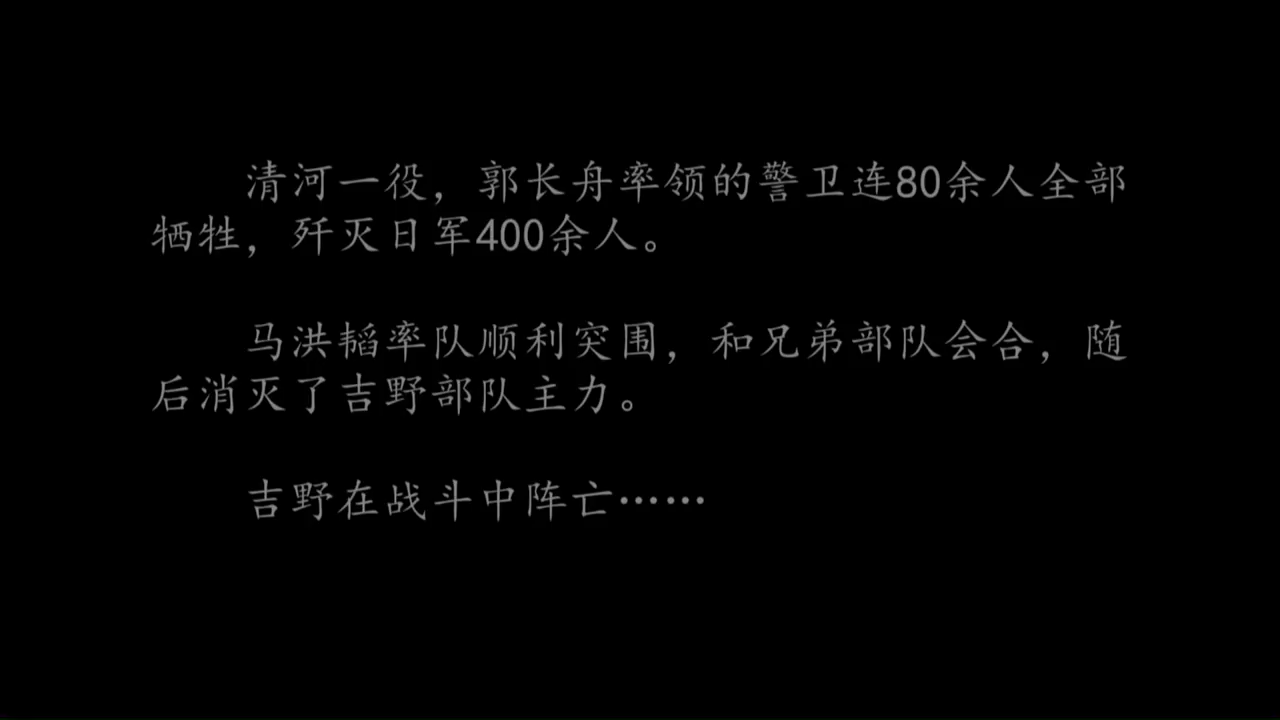 清河一役，郭长舟率领的警卫连80余人全部
牺牲，歼灭日军400余人。
马洪韬率队顺利突围，和兄弟部队会合，随
后消灭了吉野部队主力。
吉野在战斗中阵亡……